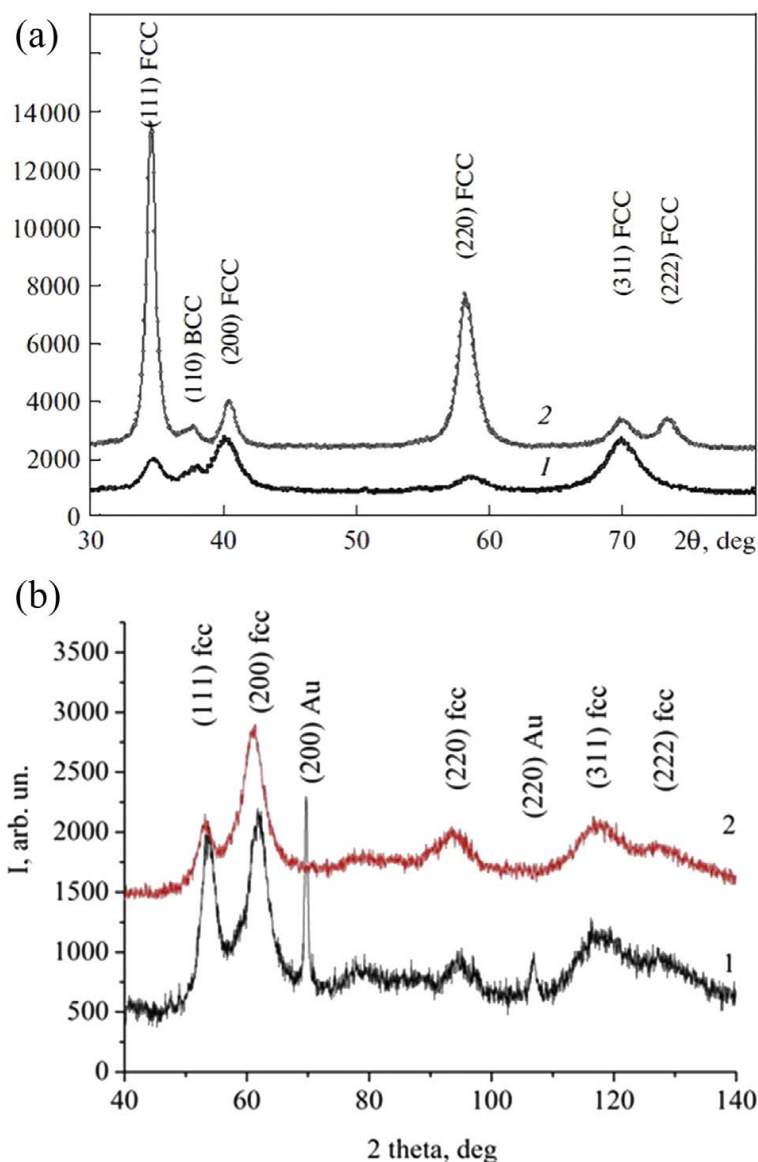 (a)
(111) FCC
(110) BCC
(200) FCC
(220) FCC
(311) FCC
(222) FCC
14000
12000
10000
8000
6000
4000
2000
0
2
1
30
40
50
60
70
2θ, deg
(b)
(111) fcc
(200) fcc
(200) Au
(220) fcc
(220) Au
(311) fcc
(222) fcc
I, arb. un.
3500
3000
2500
2000
1500
1000
500
0
2
1
40
60
80
100
120
140
2 theta, deg